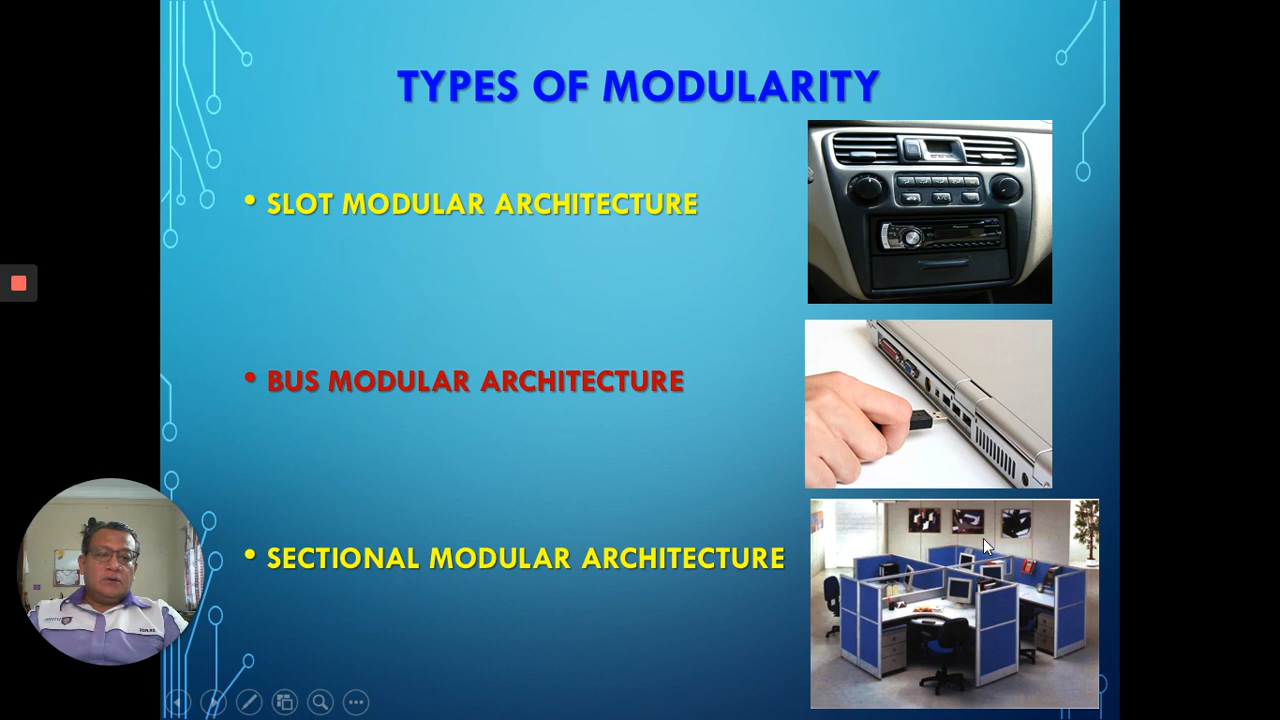 TYPES OF MODULARITY
• SLOT MODULAR ARCHITECTURE
• BUS MODULAR ARCHITECTURE
• SECTIONAL MODULAR ARCHITECTURE